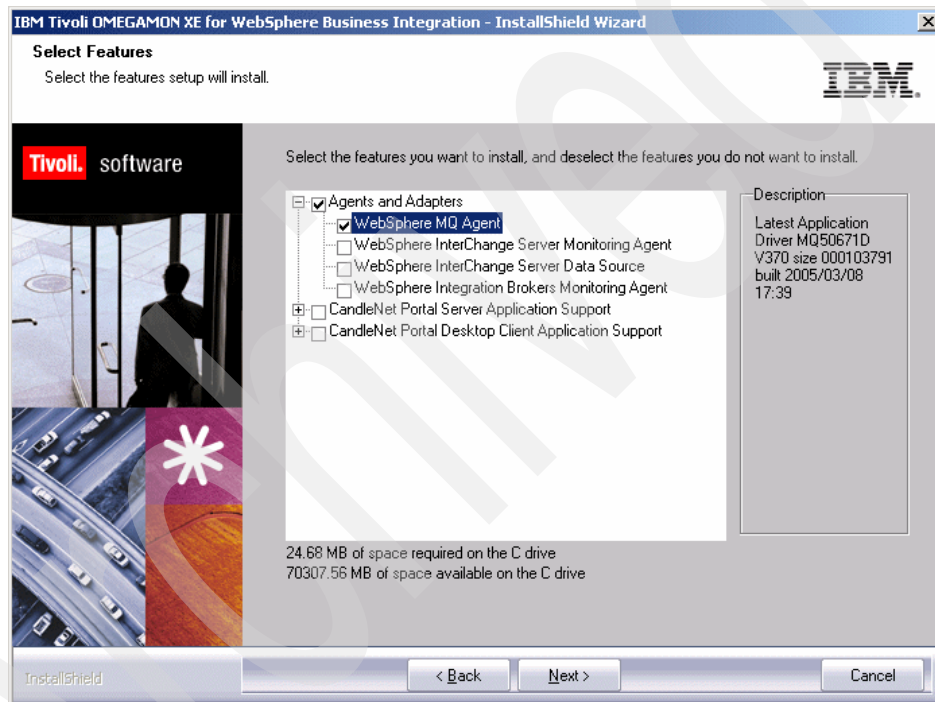 IBM Tivoli OMEGAMON XE for WebSphere Business Integration - InstallShield Wizard
Select Features
Select the features setup will install.
IBM.
Tivoli. software
Select the features you want to install, and deselect the features you do not want to install.
Agents and Adapters
WebSphere MQ Agent
WebSphere InterChange Server Monitoring Agent
WebSphere InterChange Server Data Source
WebSphere Integration Brokers Monitoring Agent
CandleNet Portal Server Application Support
CandleNet Portal Desktop Client Application Support
Description
Latest Application
Driver MQ50671D
V370 size 000103791
built 2005/03/08
17:39
24.68 MB of space required on the C drive
70307.56 MB of space available on the C drive
InstallShield
< Back
Next >
Cancel